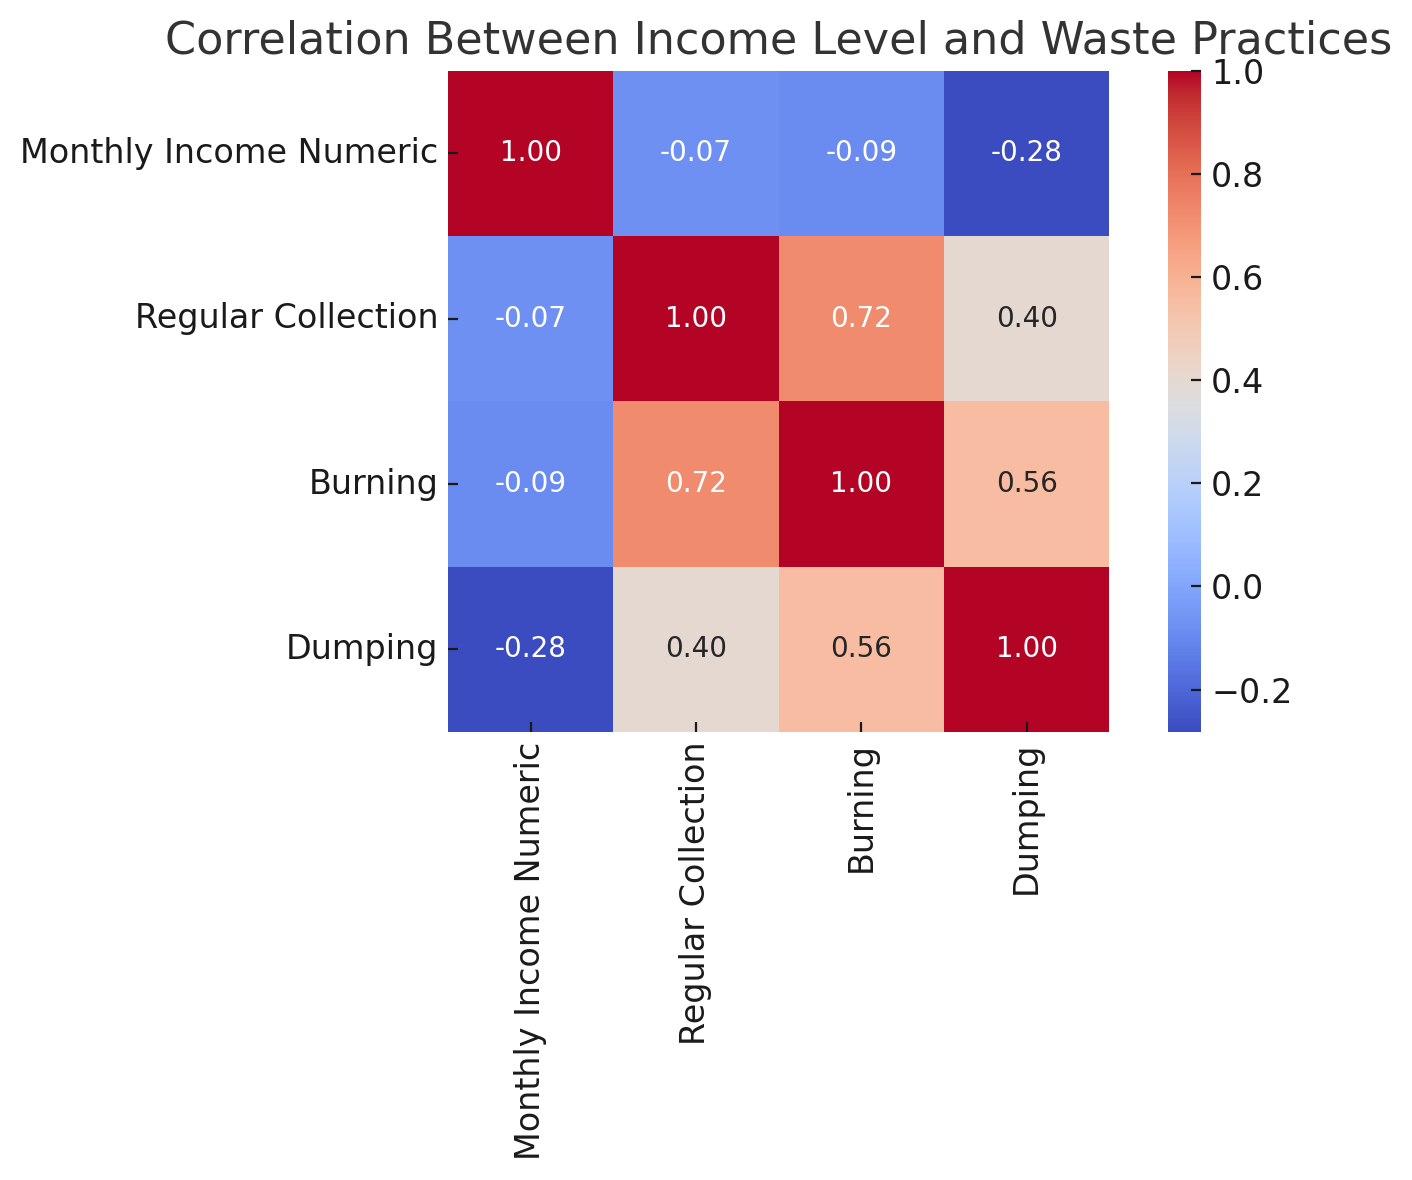 Correlation Between Income Level and Waste Practices
Monthly Income Numeric
1.00 -0.07 -0.09 -0.28
Regular Collection
-0.07 1.00 0.72 0.40
Burning
-0.09 0.72 1.00 0.56
Dumping
-0.28 0.40 0.56 1.00
Monthly Income Numeric
Regular Collection
Burning
Dumping
1.0
0.8
0.6
0.4
0.2
0.0
−0.2